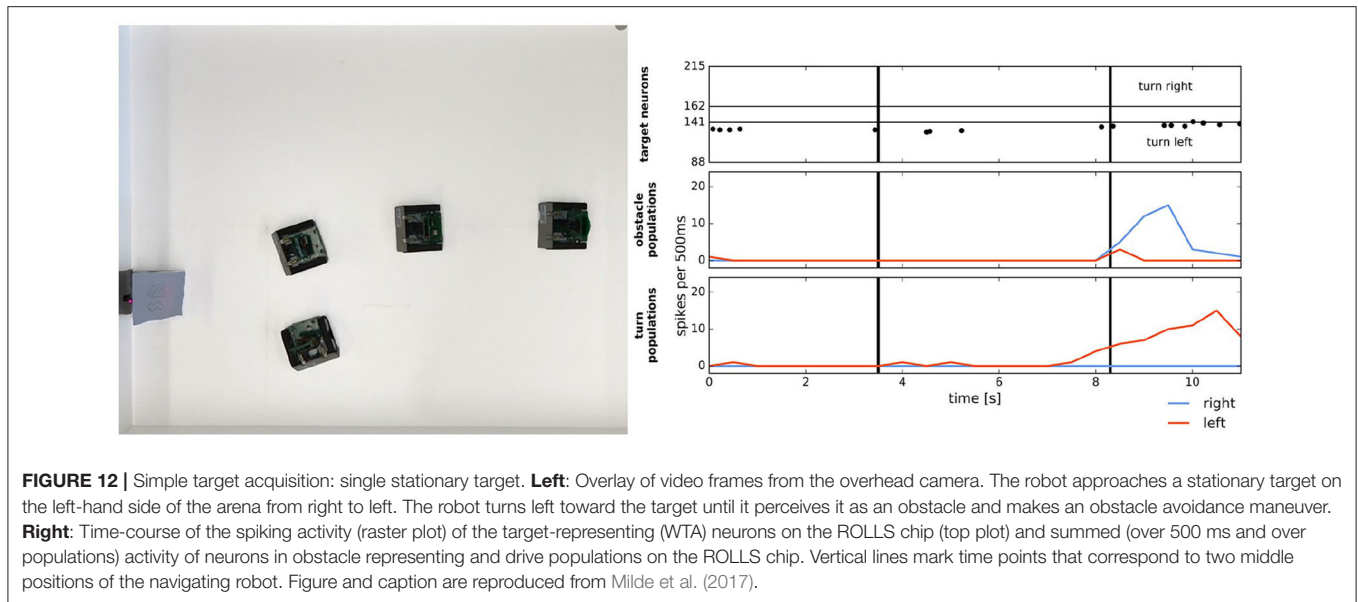 target neurons
215
162
141
88
turn right
turn left
obstacle
populations
20
10
0
turn
populations
spikes per 500ms
20
10
0
0 2 4 6 8 10
time [s]
right
left
FIGURE 12 | Simple target acquisition: single stationary target. Left: Overlay of video frames from the overhead camera. The robot approaches a stationary target on
the left-hand side of the arena from right to left. The robot turns left toward the target until it perceives it as an obstacle and makes an obstacle avoidance maneuver.
Right: Time-course of the spiking activity (raster plot) of the target-representing (WTA) neurons on the ROLLS chip (top plot) and summed (over 500 ms and over
populations) activity of neurons in obstacle representing and drive populations on the ROLLS chip. Vertical lines mark time points that correspond to two middle
positions of the navigating robot. Figure and caption are reproduced from Milde et al. (2017).